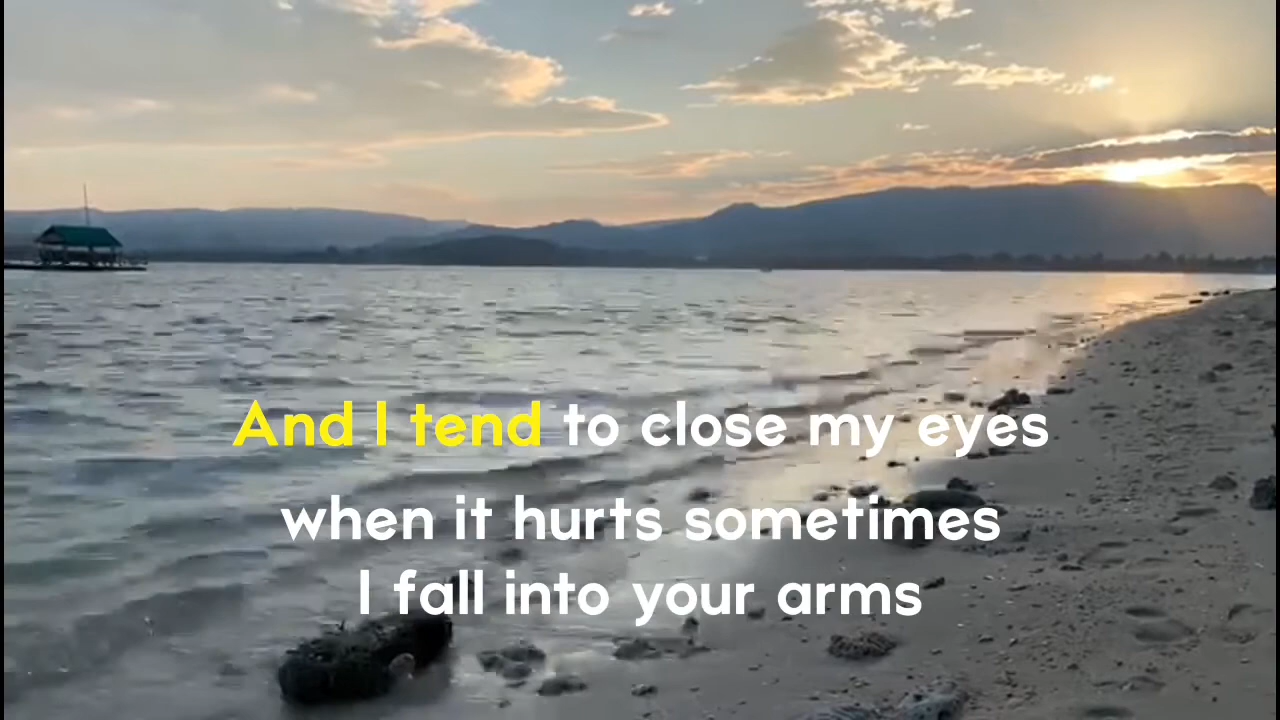 And I tend to close my eyes
when it hurts sometimes
I fall into your arms